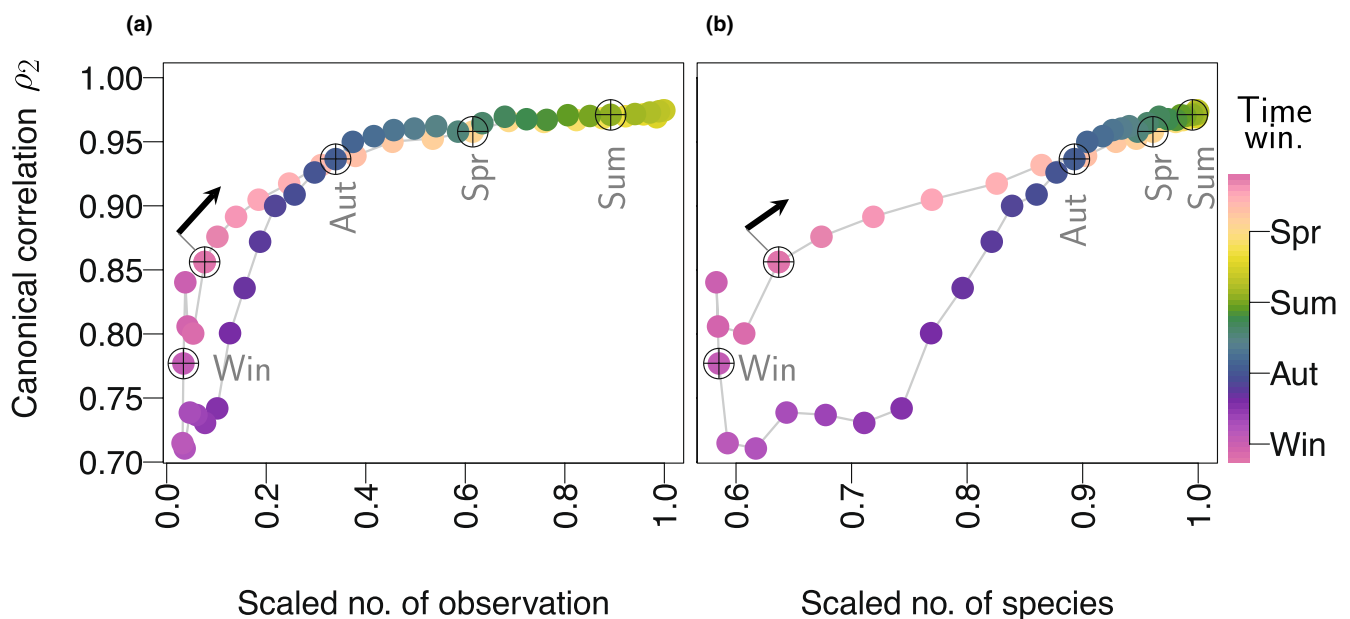 (a)
(b)
Canonical correlation ρ2
1.00
0.95
0.90
0.85
0.80
0.75
0.70
Aut
Spr
Sum
Win
0.0
0.2
0.4
0.6
0.8
1.0
Scaled no. of observation
Aut
Spr
Sum
Win
0.6
0.7
0.8
0.9
1.0
Scaled no. of species
Time
win.
Spr
Sum
Aut
Win